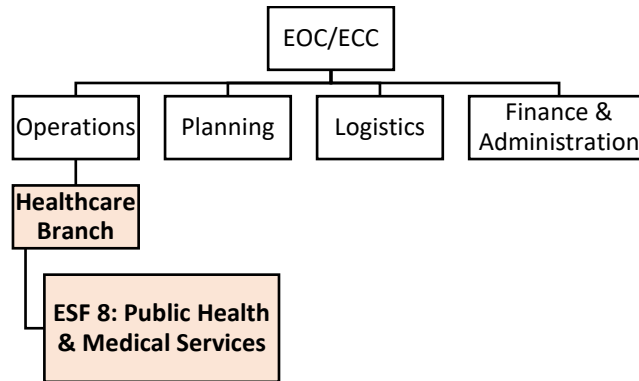 EOC/ECC
Operations
Planning
Logistics
Finance &
Administration
Healthcare
Branch
ESF 8: Public Health
& Medical Services